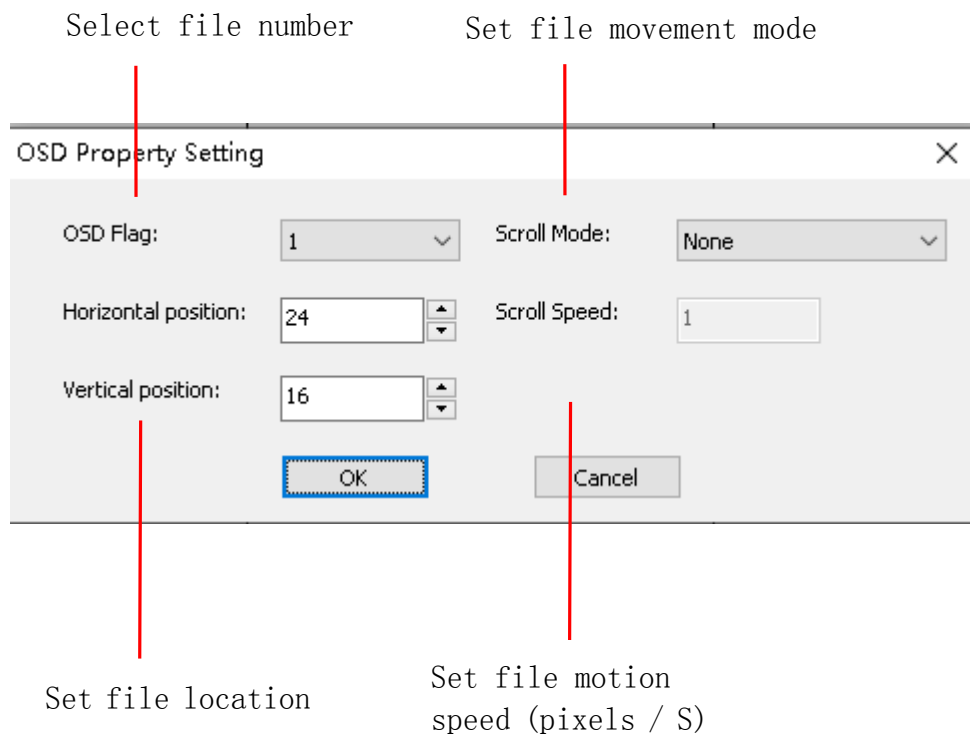 Select file number
Set file movement mode
OSD Property Setting
OSD Flag:
1
Scroll Mode:
None
Horizontal position:
24
Scroll Speed:
1
Vertical position:
16
OK
Cancel
Set file location
Set file motion
speed (pixels / S)